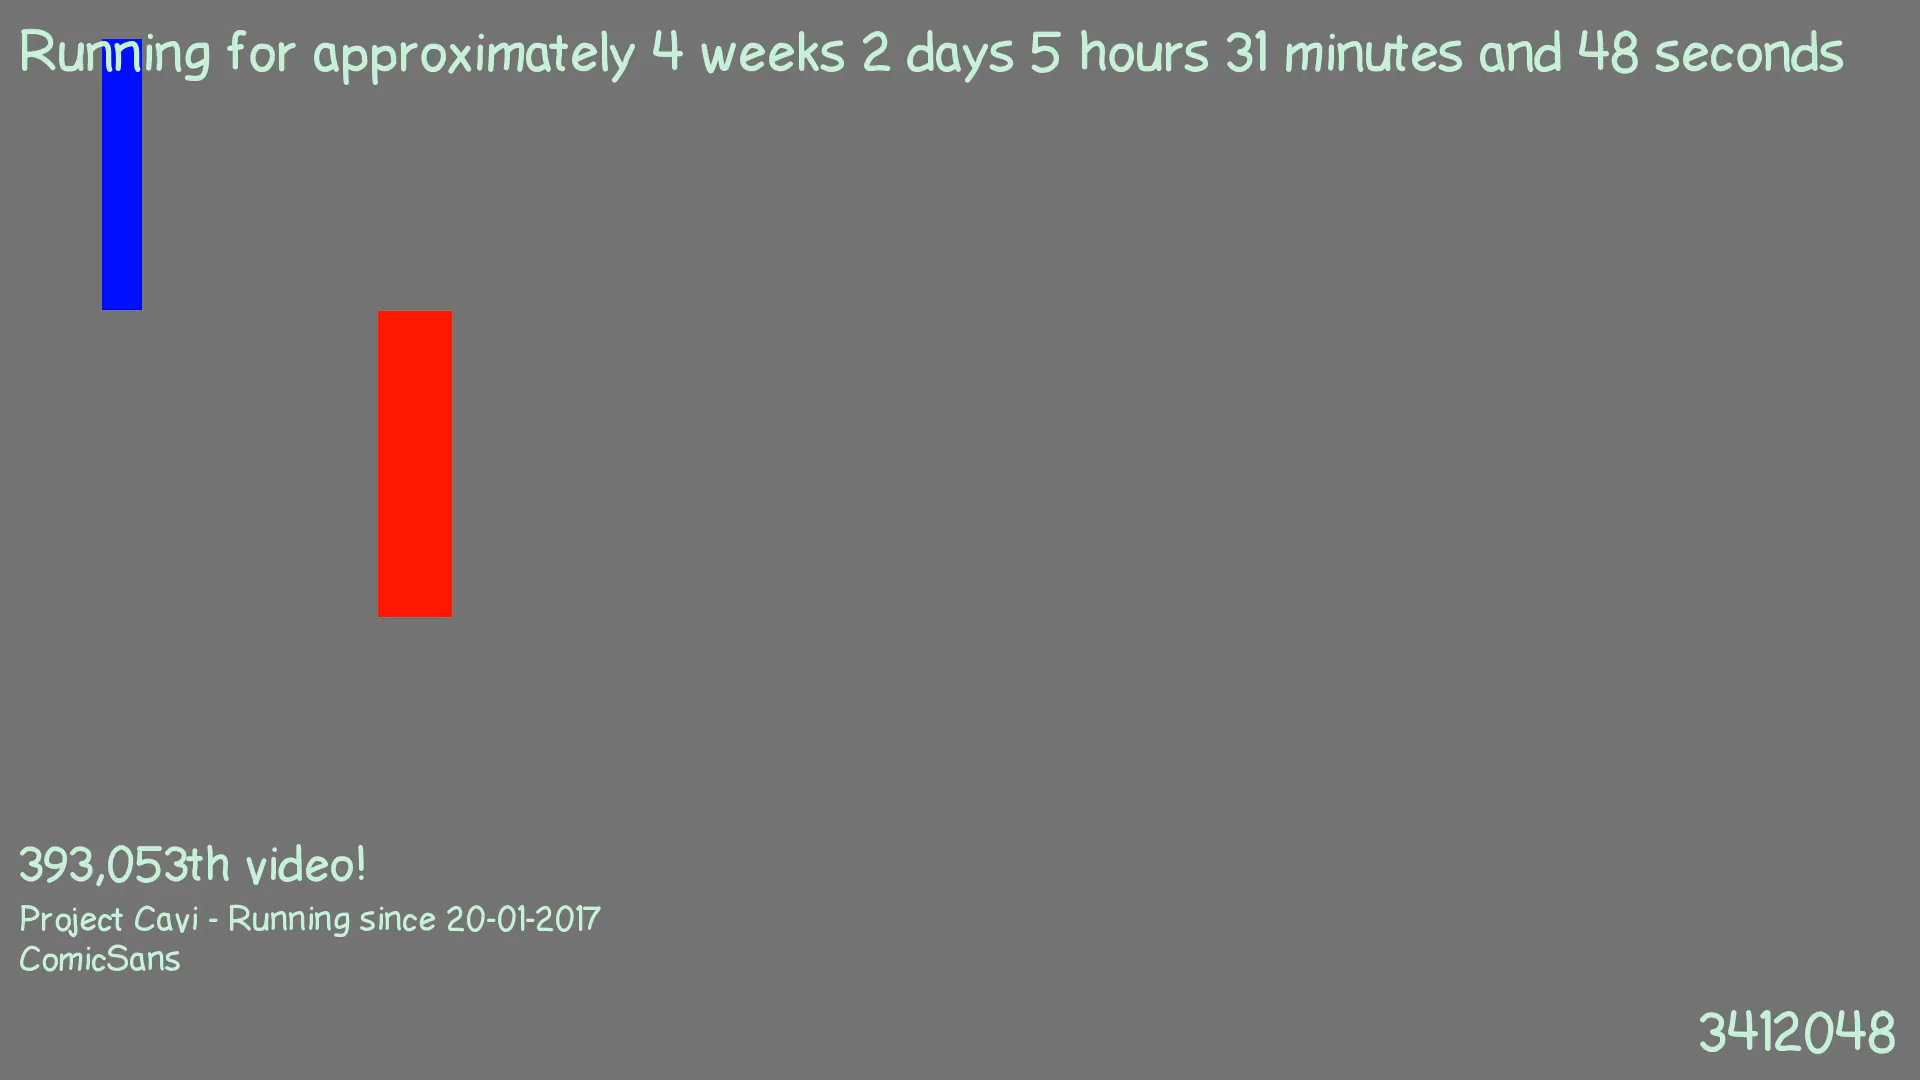 Running for approximately 4 weeks 2 days 5 hours 31 minutes and 48 seconds
393,053th video!
Project Cavi - Running since 20-01-2017
ComicSans
3412048